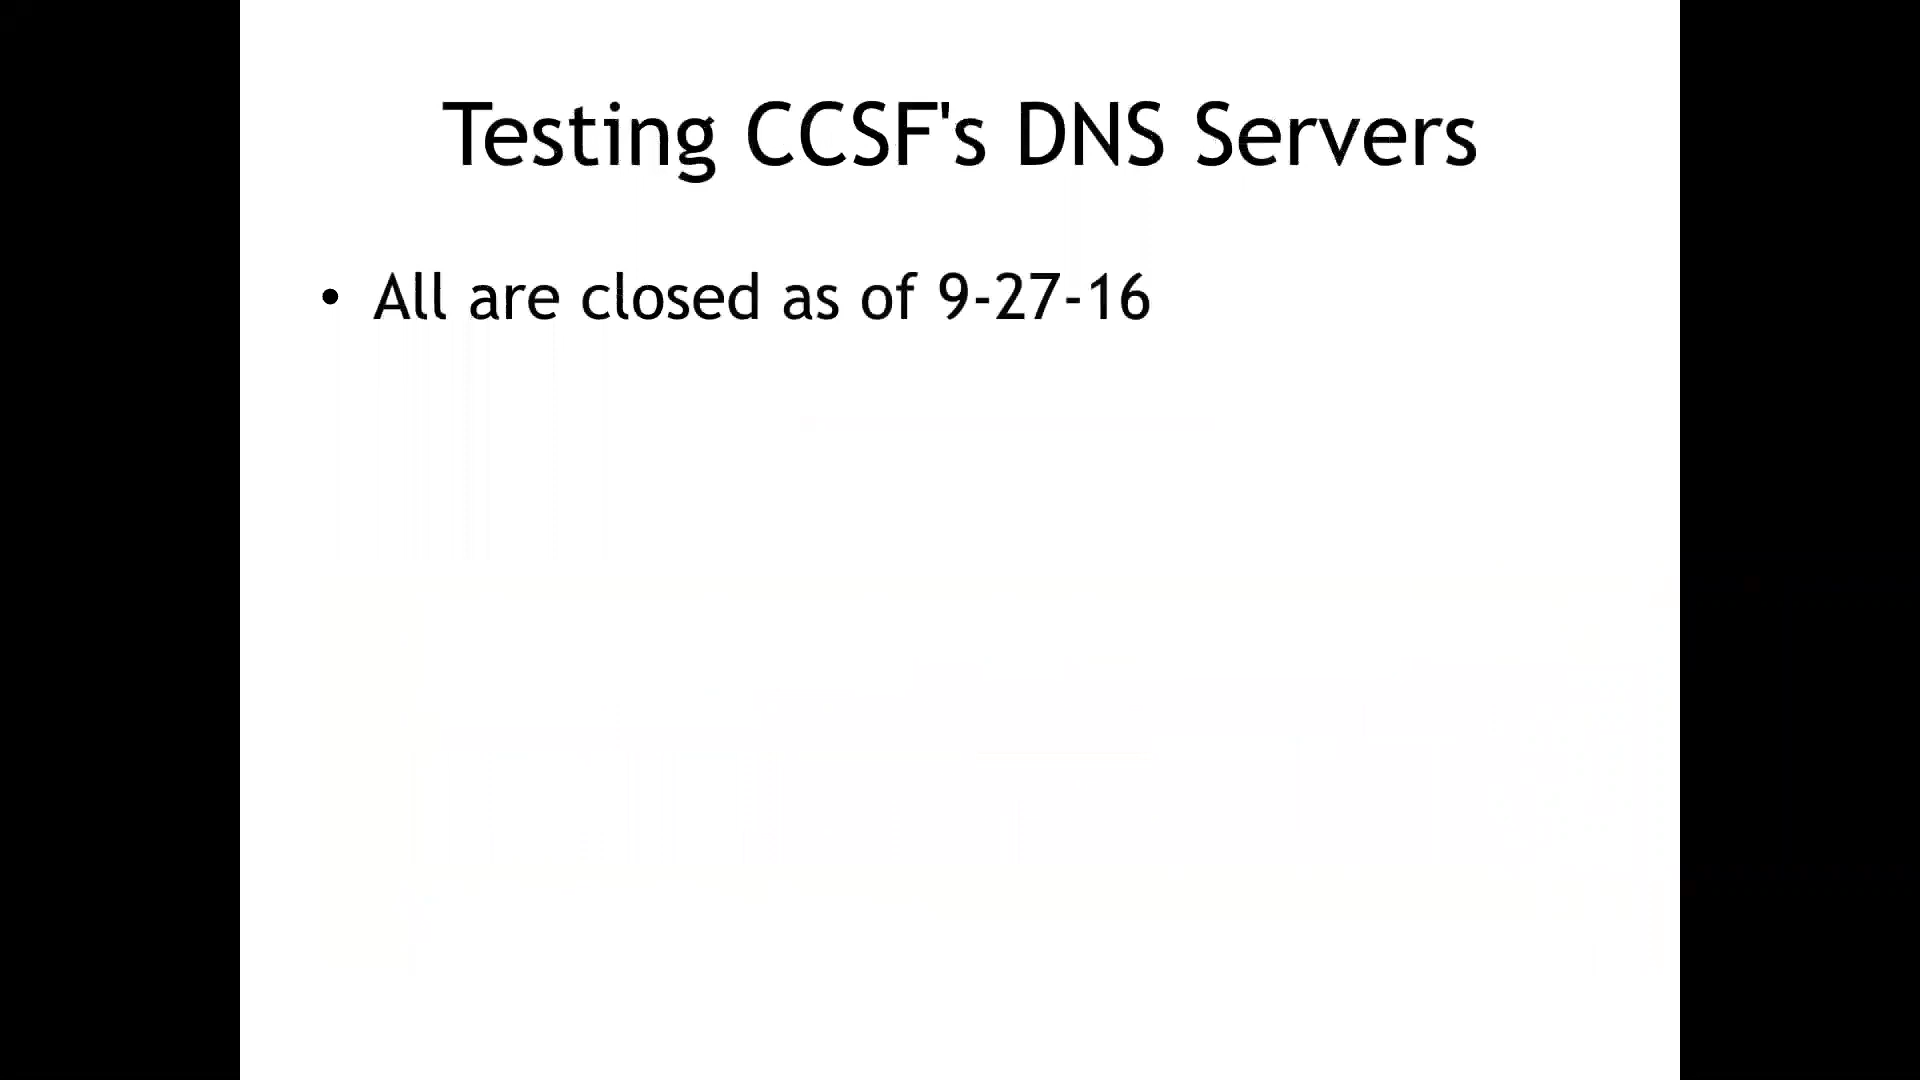 Testing CCSF's DNS Servers
• All are closed as of 9-27-16